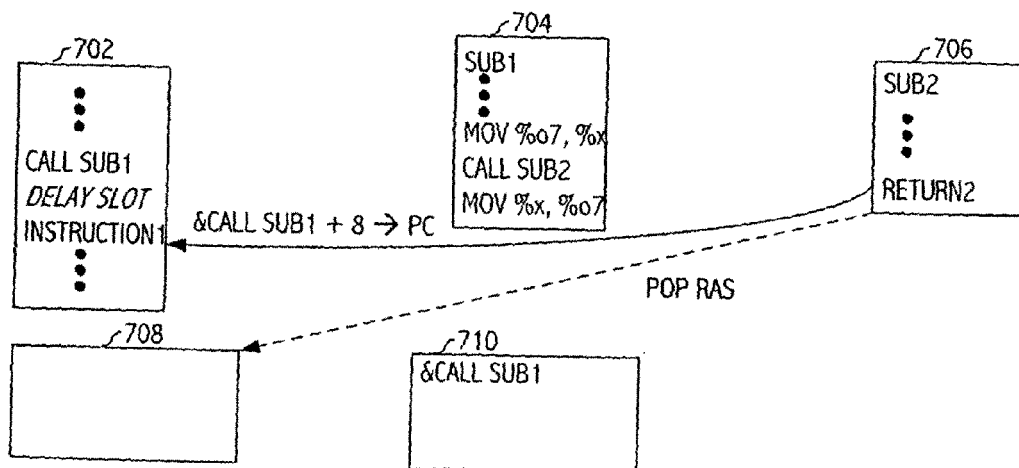 702
CALL SUB1
DELAY SLOT
INSTRUCTION1
704
SUB1
MOV %o7, %x
CALL SUB2
MOV %x, %o7
706
SUB2
RETURN2
&CALL SUB1 + 8 → PC
POP RAS
708
710
&CALL SUB1